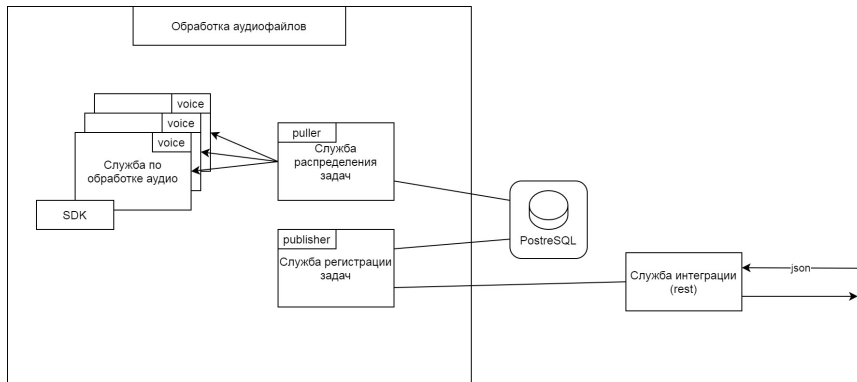 Обработка аудиофайлов
voice
voice
voice
Служба по
обработке аудио
SDK
puller
Служба
распределения
задач
publisher
Служба регистрации
задач
PostreSQL
Служба интеграции
(rest)
json